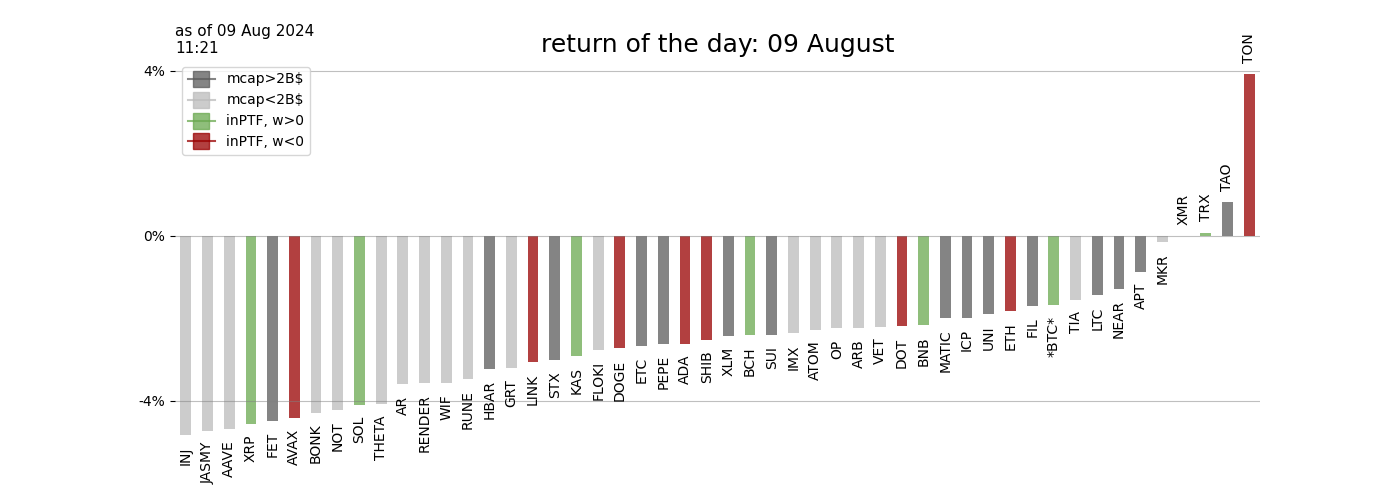 as of 09 Aug 2024
11:21
return of the day: 09 August
mcap>2B$
mcap<2B$
inPTF, w>0
inPTF, w<0
4%
0%
-4%
INJ
JASMY
AAVE
XRP
FET
AVAX
BONK
NOT
SOL
THETA
AR
RENDER
WIF
RUNE
HBAR
GRT
LINK
STX
KAS
FLOKI
DOGE
ETC
PEPE
ADA
SHIB
XLM
BCH
SUI
IMX
ATOM
OP
ARB
VET
DOT
BNB
MATIC
ICP
UNI
ETH
FIL
*BTC*
TIA
LTC
NEAR
APT
MKR
XMR
TRX
TAO
TON